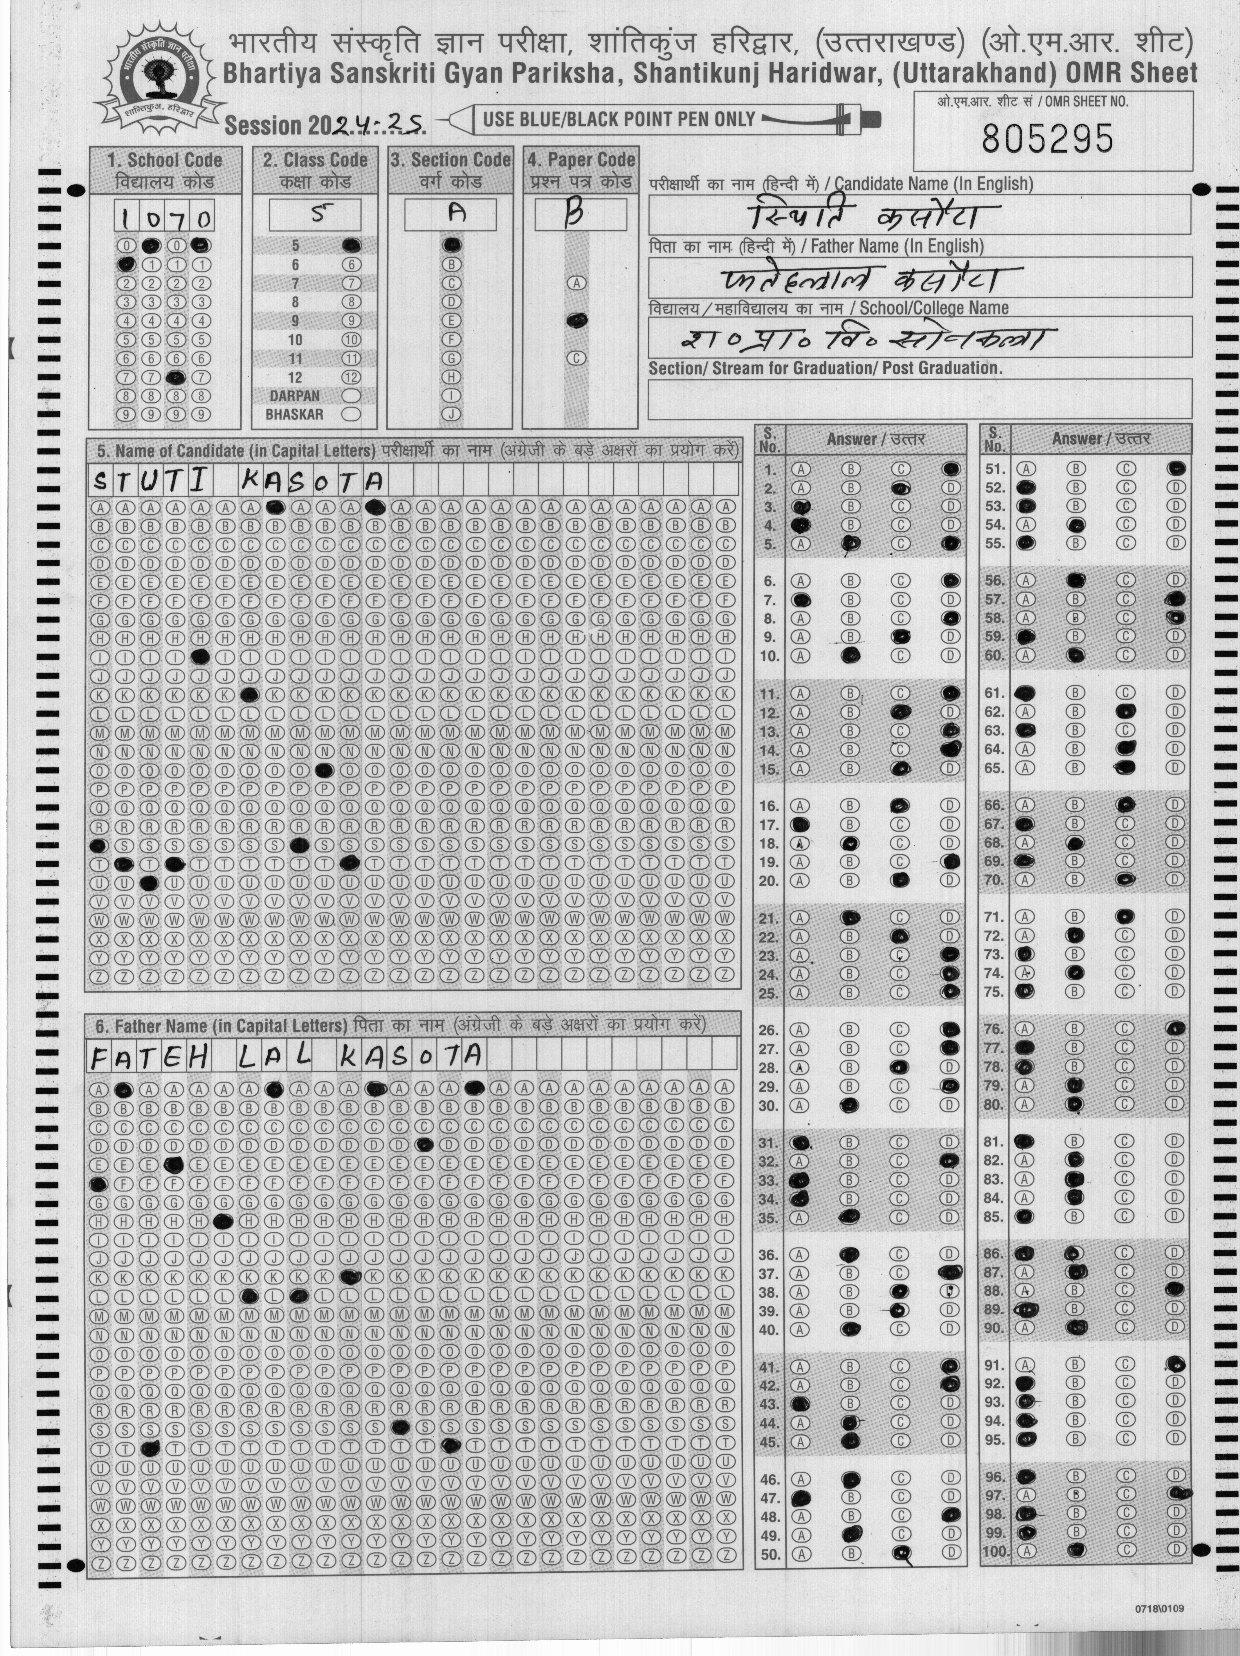 भारतीय संस्कृति ज्ञान परीक्षा, शांतिकुंज हरिद्वार, (उत्तराखण्ड) (ओ.एम.आर. शीट)
Bhartiya Sanskriti Gyan Pariksha, Shantikunj Haridwar, (Uttarakhand) OMR Sheet
Session 2024-25. USE BLUE/BLACK POINT PEN ONLY
ओ.एम.आर. शीट सं / OMR SHEET NO.
805295
1. School Code
विद्यालय कोड
1070
2. Class Code
कक्षा कोड
5
5
6
7
8
9
10
11
12
DARPAN
BHASKAR
3. Section Code
वर्ग कोड
A
4. Paper Code
प्रश्न पत्र कोड
B
परीक्षार्थी का नाम (हिन्दी में) / Candidate Name (In English)
स्थिति कसौटा
पिता का नाम (हिन्दी में) / Father Name (In English)
फतेहलाल कसौटा
विद्यालय/महाविद्यालय का नाम / School/College Name
रा०प्रा० वि० सोनकला
Section/ Stream for Graduation/ Post Graduation.
5. Name of Candidate (in Capital Letters) परीक्षार्थी का नाम (अंग्रेजी के बड़े अक्षरों का प्रयोग करें)
STUTI KASOTA
6. Father Name (in Capital Letters) पिता का नाम (अंग्रेजी के बड़े अक्षरों का प्रयोग करें)
FATEH LAL KASOTA
S. No. Answer / उत्तर
S. No. Answer / उत्तर
0718\0109